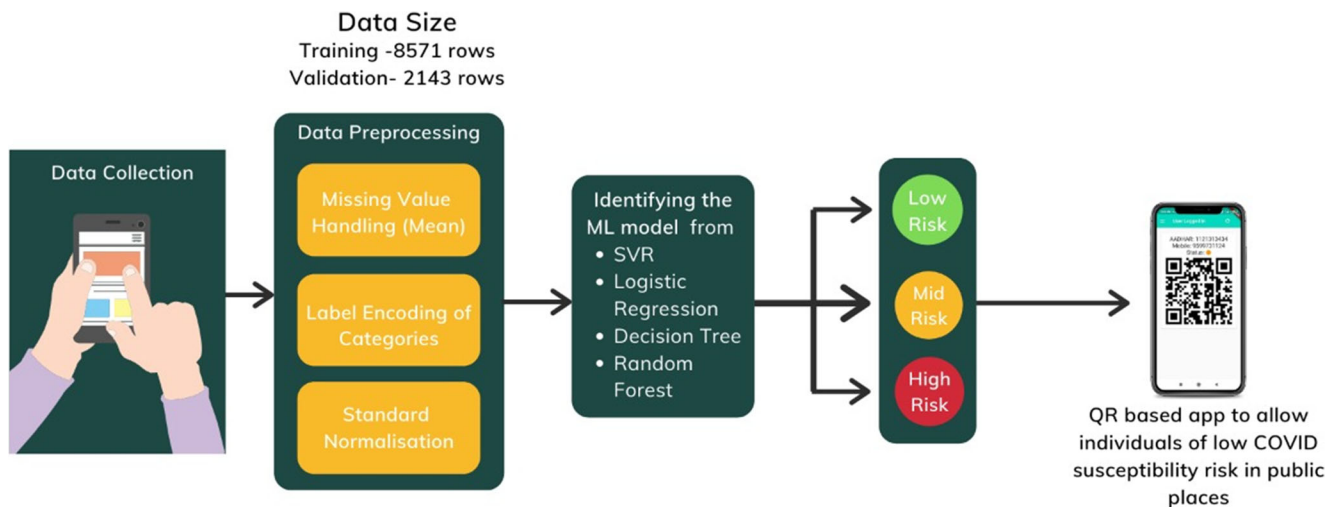 Data Size
Training -8571 rows
Validation- 2143 rows
Data Collection
Data Preprocessing
Missing Value
Handling (Mean)
Label Encoding of
Categories
Standard
Normalisation
Identifying the
ML model from
• SVR
• Logistic
Regression
• Decision Tree
• Random
Forest
Low
Risk
Mid
Risk
High
Risk
Status:
QR based app to allow
individuals of low COVID
susceptibility risk in public
places